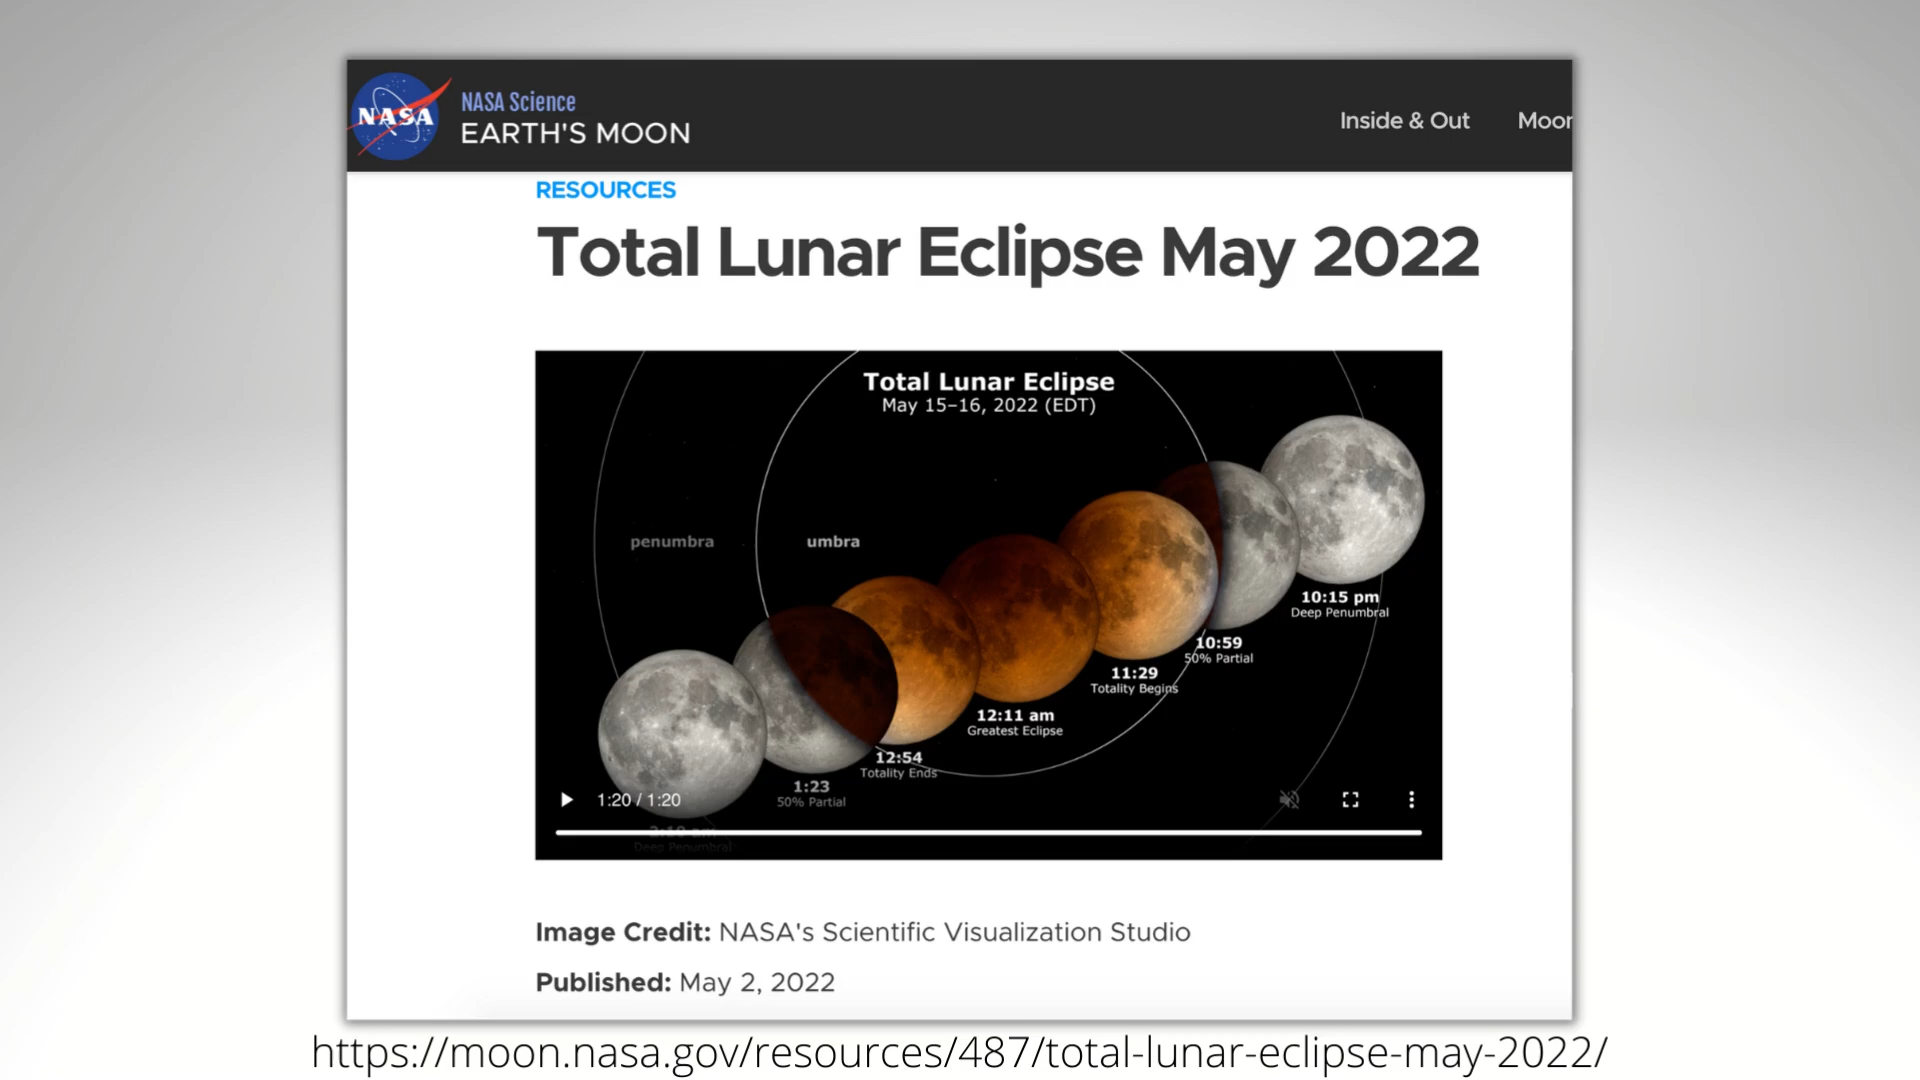 NASA
NASA Science
EARTH'S MOON
Inside & Out
Moon
RESOURCES
Total Lunar Eclipse May 2022
Total Lunar Eclipse
May 15–16, 2022 (EDT)
penumbra
umbra
10:15 pm
Deep Penumbral
10:59
50% Partial
11:29
Totality Begins
12:11 am
Greatest Eclipse
12:54
Totality Ends
1:23
50% Partial
1:20 / 1:20
Deep Penumbral
Image Credit: NASA's Scientific Visualization Studio
Published: May 2, 2022
https://moon.nasa.gov/resources/487/total-lunar-eclipse-may-2022/